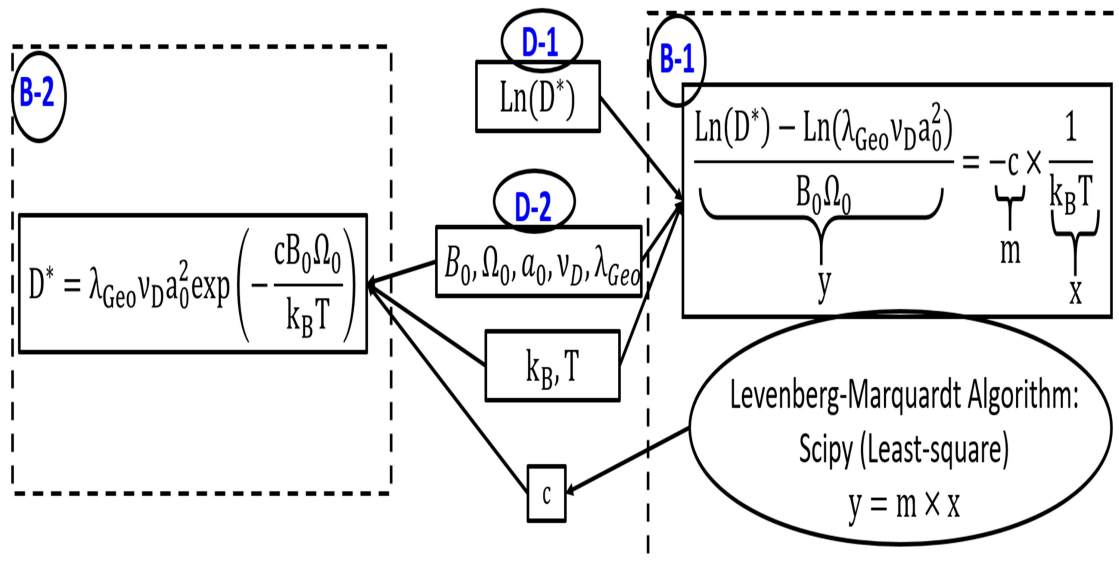 B-2
D* = λGeoνDa₀²exp(−cB₀Ω₀/kBT)
D-1
Ln(D*)
D-2
B₀, Ω₀, a₀, νD, λGeo
kB, T
c
B-1
Ln(D*) − Ln(λGeoνDa₀²)/B₀Ω₀ = −c × 1/kBT
y
m
x
Levenberg-Marquardt Algorithm:
Scipy (Least-square)
y = m × x